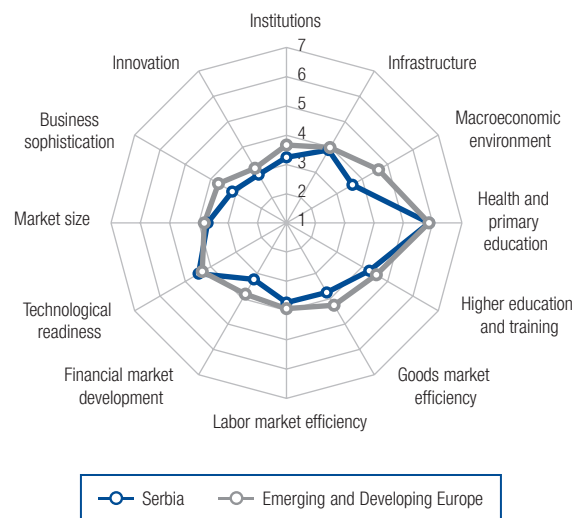 Institutions
7
6
5
4
3
2
1
Infrastructure
Macroeconomic
environment
Health and
primary
education
Higher education
and training
Goods market
efficiency
Labor market efficiency
Financial market
development
Technological
readiness
Market size
Business
sophistication
Innovation
Serbia
Emerging and Developing Europe